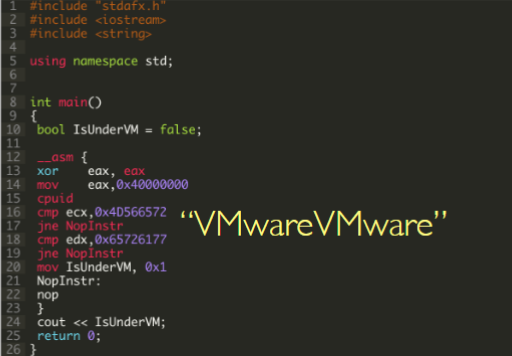 1 #include "stdafx.h"
2 #include <iostream>
3 #include <string>
4
5 using namespace std;
6
7
8 int main()
9 {
10 bool IsUnderVM = false;
11
12 __asm {
13 xor eax, eax
14 mov eax,0x40000000
15 cpuid
16 cmp ecx,0x4D566572
17 jne NopInstr
18 cmp edx,0x65726177
19 jne NopInstr
20 mov IsUnderVM, 0x1
21 NopInstr:
22 nop
23 }
24 cout << IsUnderVM;
25 return 0;
26 }
“VMwareVMware”